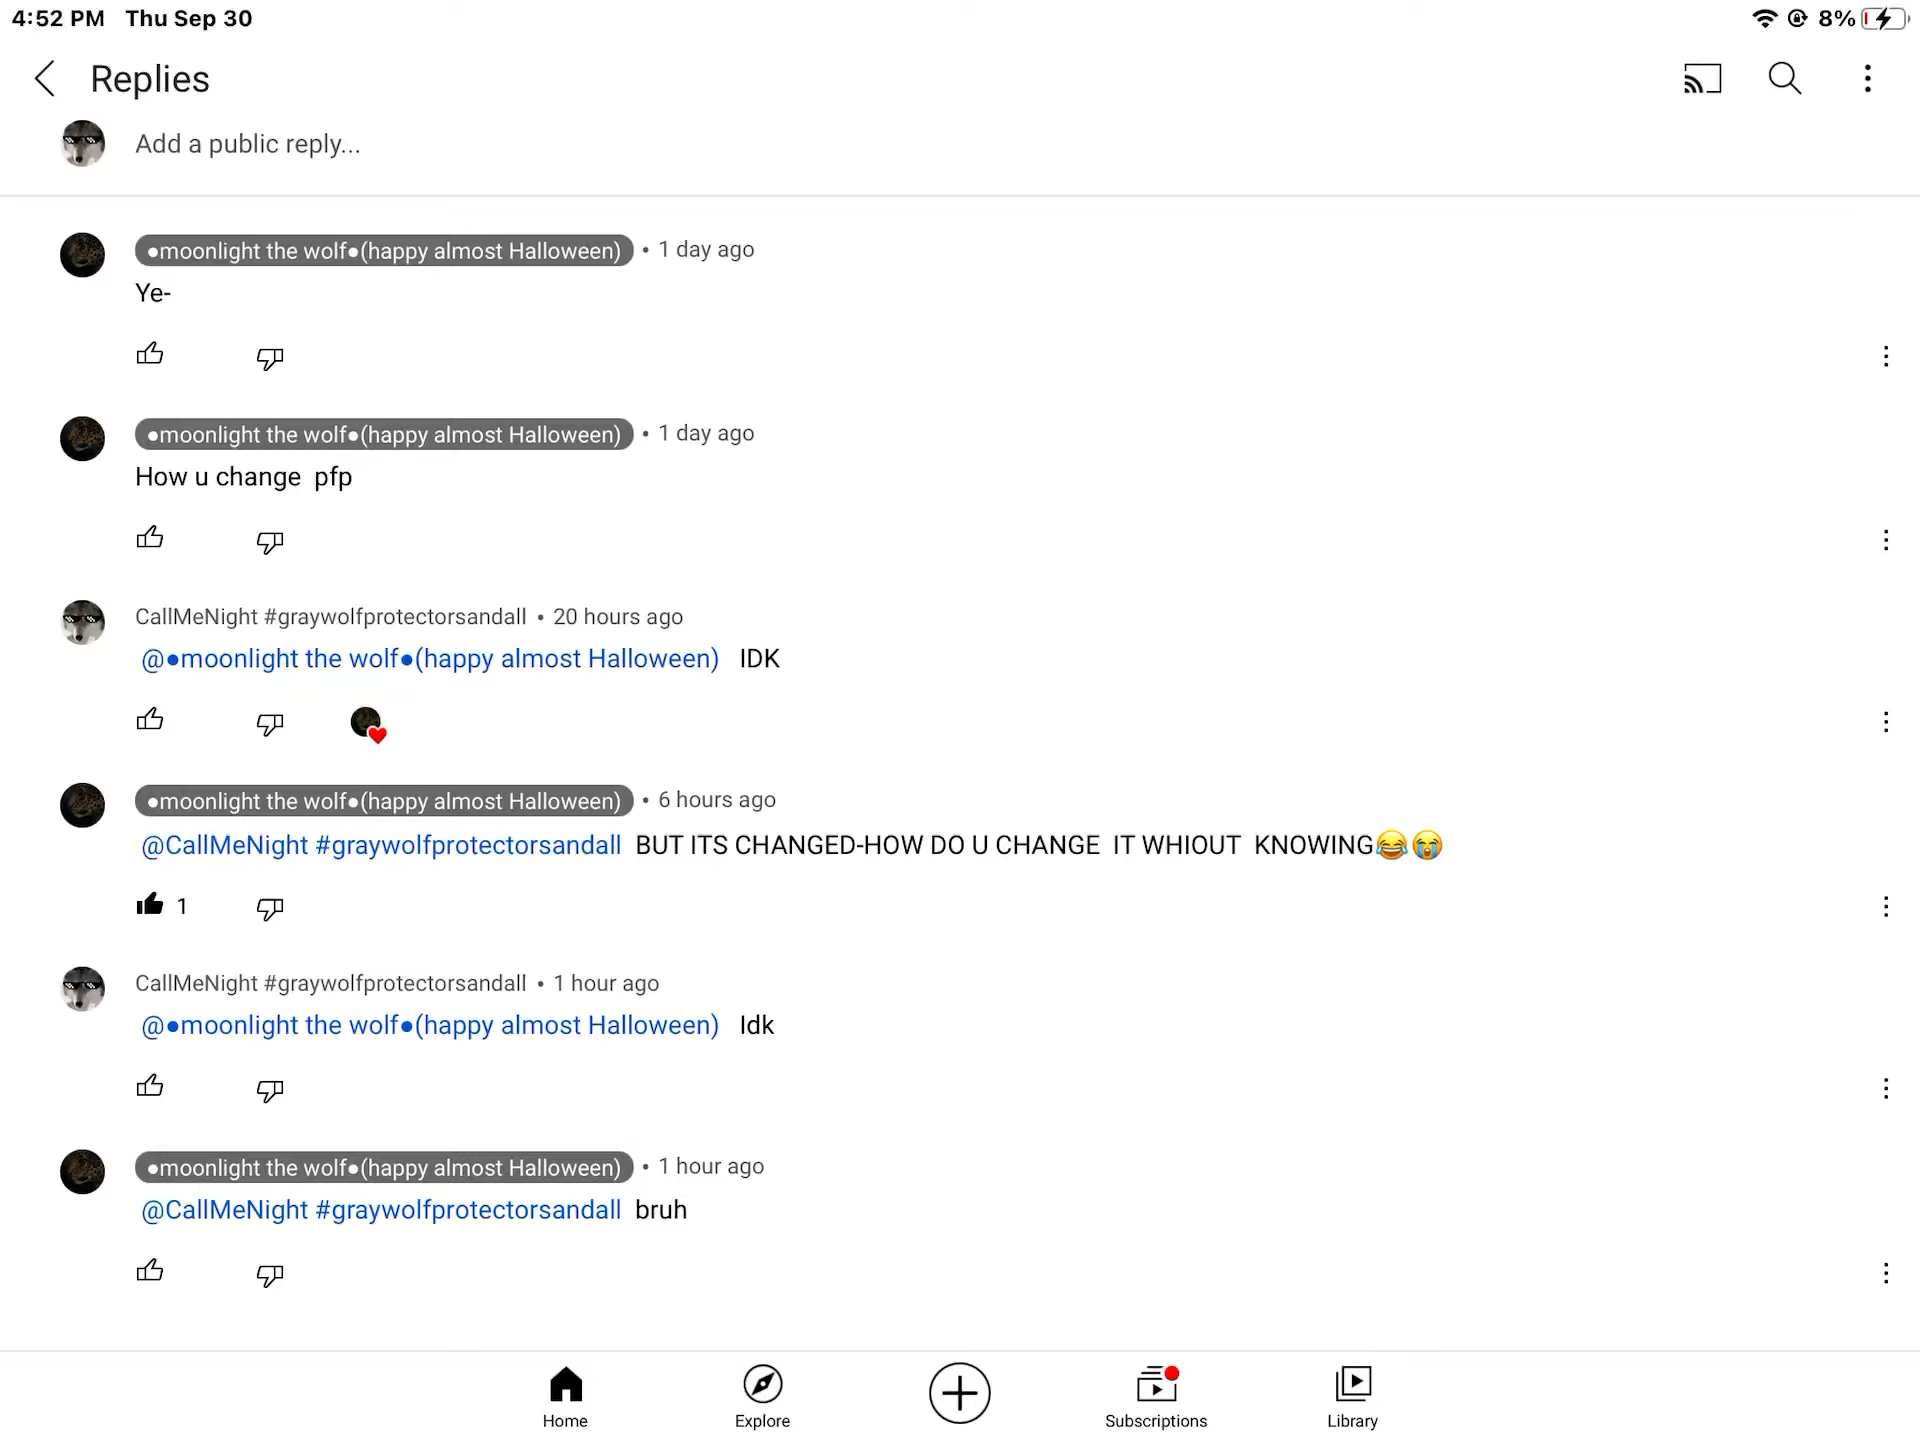 4:52 PM Thu Sep 30 8%
Replies
Add a public reply...
●moonlight the wolf●(happy almost Halloween) • 1 day ago
Ye-
●moonlight the wolf●(happy almost Halloween) • 1 day ago
How u change pfp
CallMeNight #graywolfprotectorsandall • 20 hours ago
@●moonlight the wolf●(happy almost Halloween) IDK
●moonlight the wolf●(happy almost Halloween) • 6 hours ago
@CallMeNight #graywolfprotectorsandall BUT ITS CHANGED-HOW DO U CHANGE IT WHIOUT KNOWING😂😭
1
CallMeNight #graywolfprotectorsandall • 1 hour ago
@●moonlight the wolf●(happy almost Halloween) Idk
●moonlight the wolf●(happy almost Halloween) • 1 hour ago
@CallMeNight #graywolfprotectorsandall bruh
Home Explore Subscriptions Library